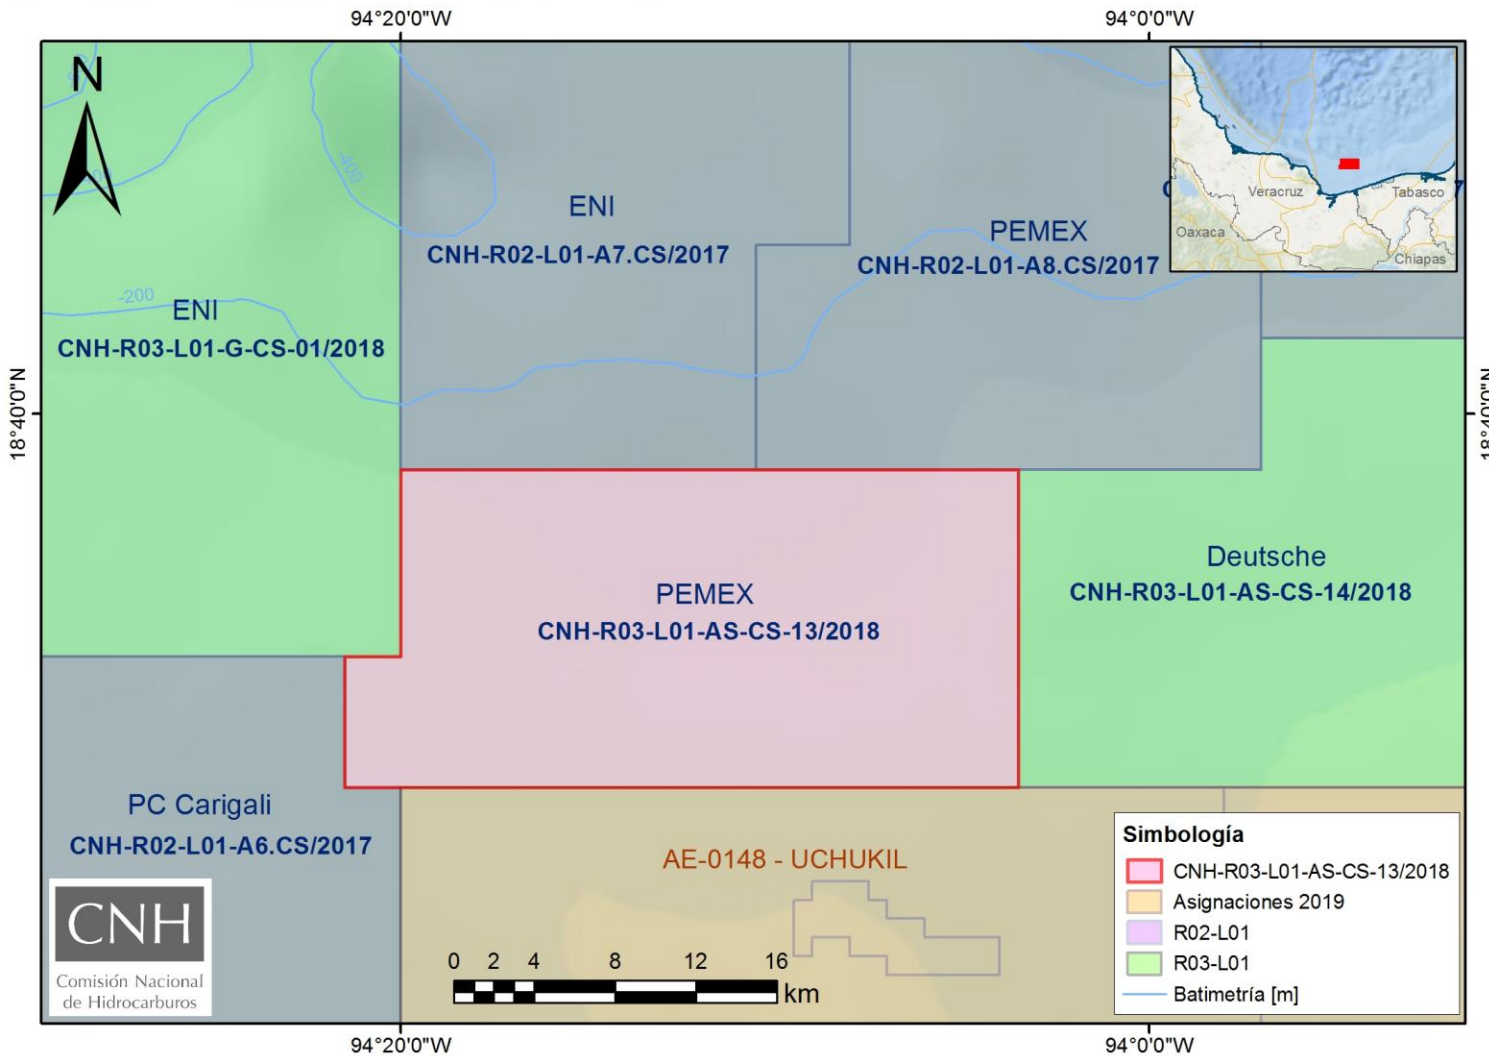 94°20'0"W
94°0'0"W
N
ENI
CNH-R02-L01-A7.CS/2017
PEMEX
CNH-R02-L01-A8.CS/2017
Veracruz
Tabasco
Oaxaca
Chiapas
-400
-200
ENI
CNH-R03-L01-G-CS-01/2018
18°40'0"N
18°40'0"N
PEMEX
CNH-R03-L01-AS-CS-13/2018
Deutsche
CNH-R03-L01-AS-CS-14/2018
PC Carigali
CNH-R02-L01-A6.CS/2017
AE-0148 - UCHUKIL
CNH
Comisión Nacional
de Hidrocarburos
0 2 4 8 12 16
km
Simbología
CNH-R03-L01-AS-CS-13/2018
Asignaciones 2019
R02-L01
R03-L01
Batimetría [m]
94°20'0"W
94°0'0"W